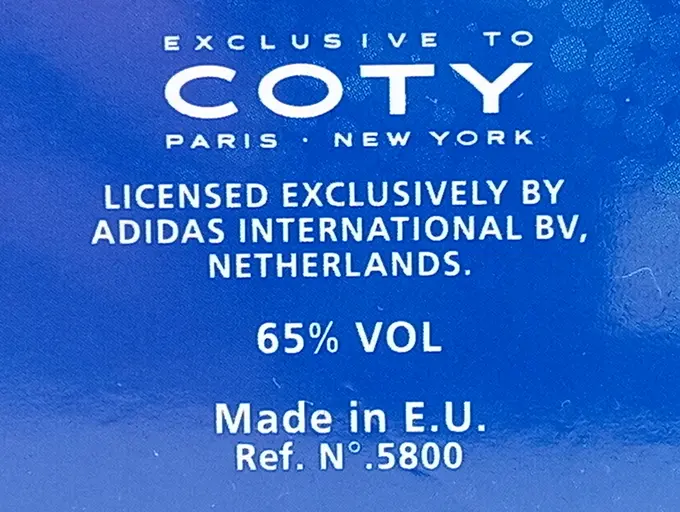 EXCLUSIVE TO
COTY
PARIS · NEW YORK
LICENSED EXCLUSIVELY BY
ADIDAS INTERNATIONAL BV,
NETHERLANDS.
65% VOL
Made in E.U.
Ref. N°.5800